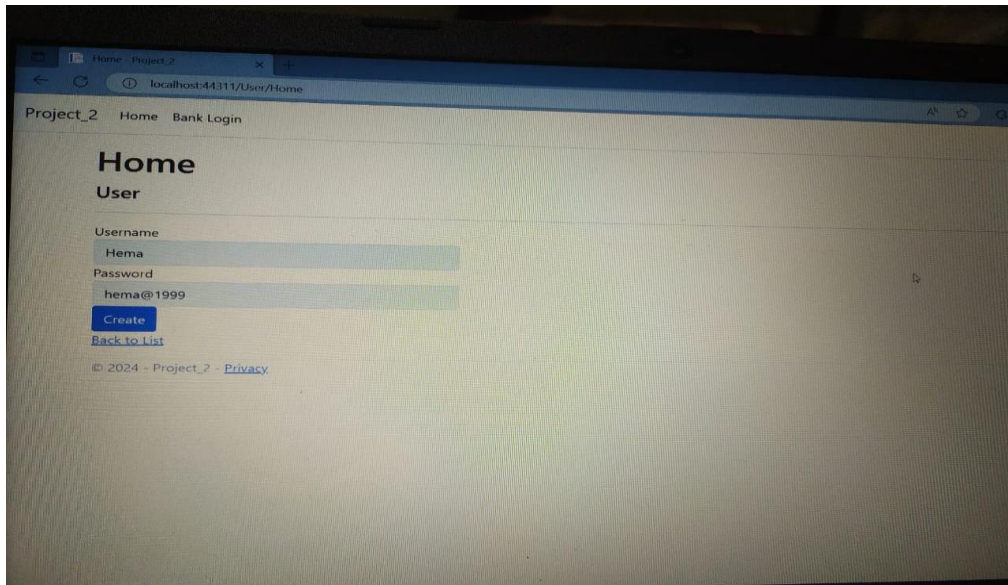 Home - Project_2
localhost:44311/User/Home
Project_2 Home Bank Login
Home
User
Username
Hema
Password
hema@1999
Create
Back to List
© 2024 - Project_2 - Privacy